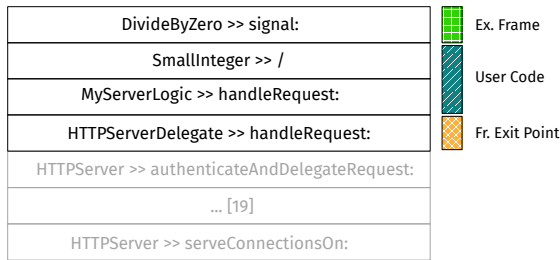 DivideByZero >> signal:
SmallInteger >> /
MyServerLogic >> handleRequest:
HTTPServerDelegate >> handleRequest:
HTTPServer >> authenticateAndDelegateRequest:
... [19]
HTTPServer >> serveConnectionsOn:
Ex. Frame
User Code
Fr. Exit Point